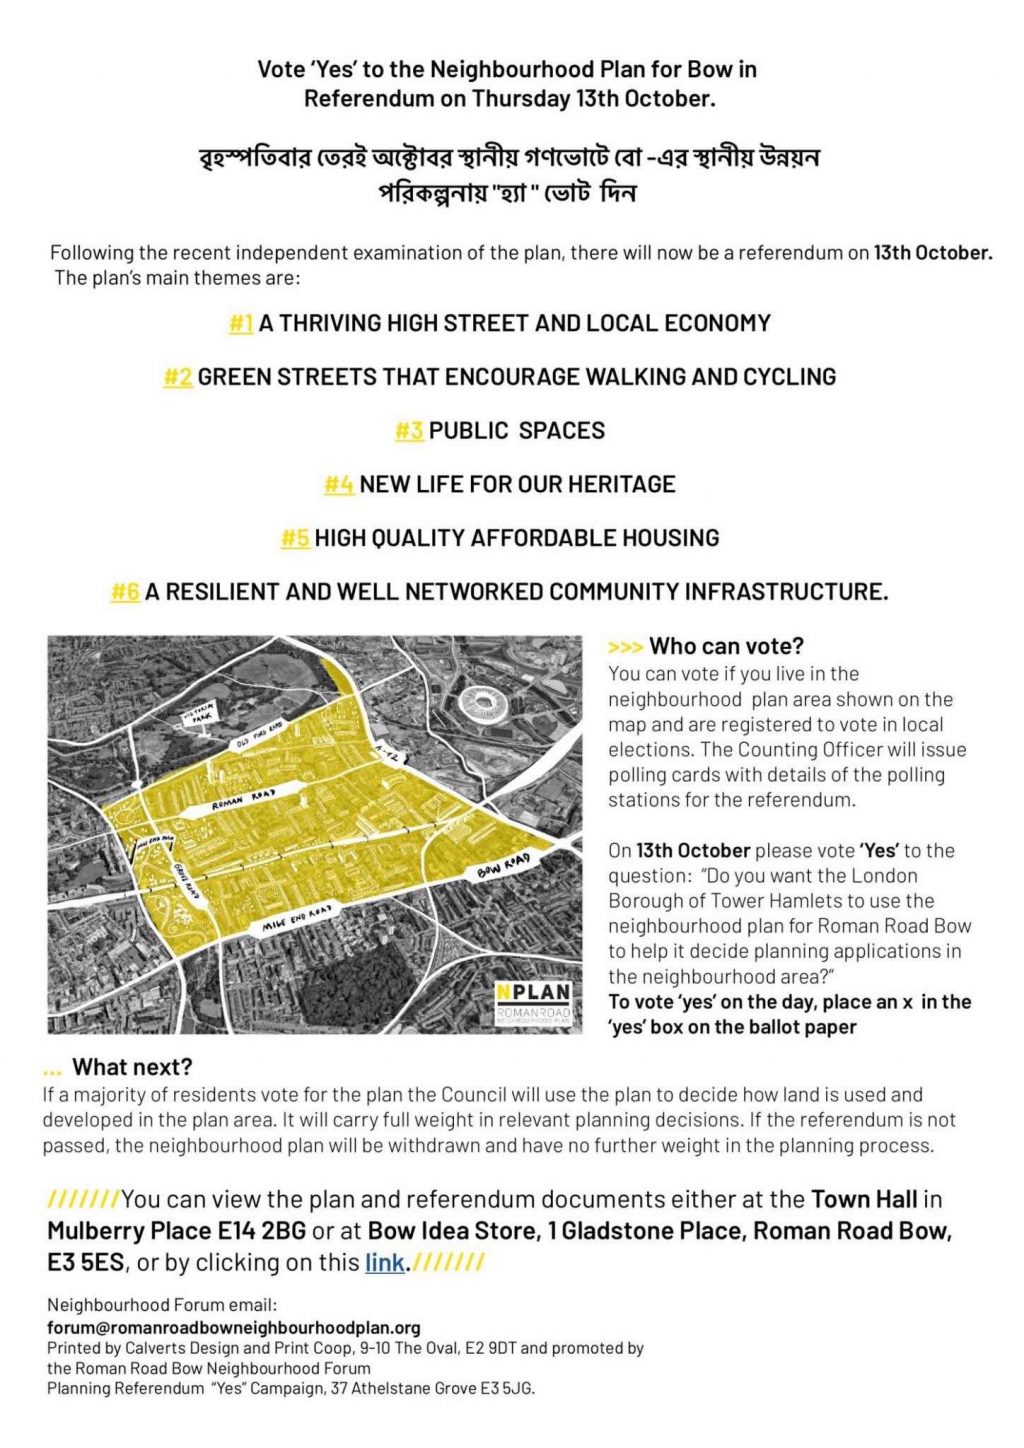 Vote ‘Yes’ to the Neighbourhood Plan for Bow in
Referendum on Thursday 13th October.
বৃহস্পতিবার তেরই অক্টোবর স্থানীয় গণভোটে বো -এর স্থানীয় উন্নয়ন
পরিকল্পনায় "হ্যা " ভোট দিন
Following the recent independent examination of the plan, there will now be a referendum on 13th October.
The plan’s main themes are:
#1 A THRIVING HIGH STREET AND LOCAL ECONOMY
#2 GREEN STREETS THAT ENCOURAGE WALKING AND CYCLING
#3 PUBLIC SPACES
#4 NEW LIFE FOR OUR HERITAGE
#5 HIGH QUALITY AFFORDABLE HOUSING
#6 A RESILIENT AND WELL NETWORKED COMMUNITY INFRASTRUCTURE.
VICTORIA
PARK
OLD FORD ROAD
A-12
ROMAN ROAD
MILE END PARK
GROVE ROAD
BOW ROAD
MILE END ROAD
NPLAN
ROMANROAD
NEIGHBOURHOOD PLAN
>>> Who can vote?
You can vote if you live in the
neighbourhood plan area shown on the
map and are registered to vote in local
elections. The Counting Officer will issue
polling cards with details of the polling
stations for the referendum.
On 13th October please vote ‘Yes’ to the
question: “Do you want the London
Borough of Tower Hamlets to use the
neighbourhood plan for Roman Road Bow
to help it decide planning applications in
the neighbourhood area?”
To vote ‘yes’ on the day, place an x in the
‘yes’ box on the ballot paper
... What next?
If a majority of residents vote for the plan the Council will use the plan to decide how land is used and
developed in the plan area. It will carry full weight in relevant planning decisions. If the referendum is not
passed, the neighbourhood plan will be withdrawn and have no further weight in the planning process.
///////You can view the plan and referendum documents either at the Town Hall in
Mulberry Place E14 2BG or at Bow Idea Store, 1 Gladstone Place, Roman Road Bow,
E3 5ES, or by clicking on this link.///////
Neighbourhood Forum email:
forum@romanroadbowneighbourhoodplan.org
Printed by Calverts Design and Print Coop, 9-10 The Oval, E2 9DT and promoted by
the Roman Road Bow Neighbourhood Forum
Planning Referendum “Yes” Campaign, 37 Athelstane Grove E3 5JG.